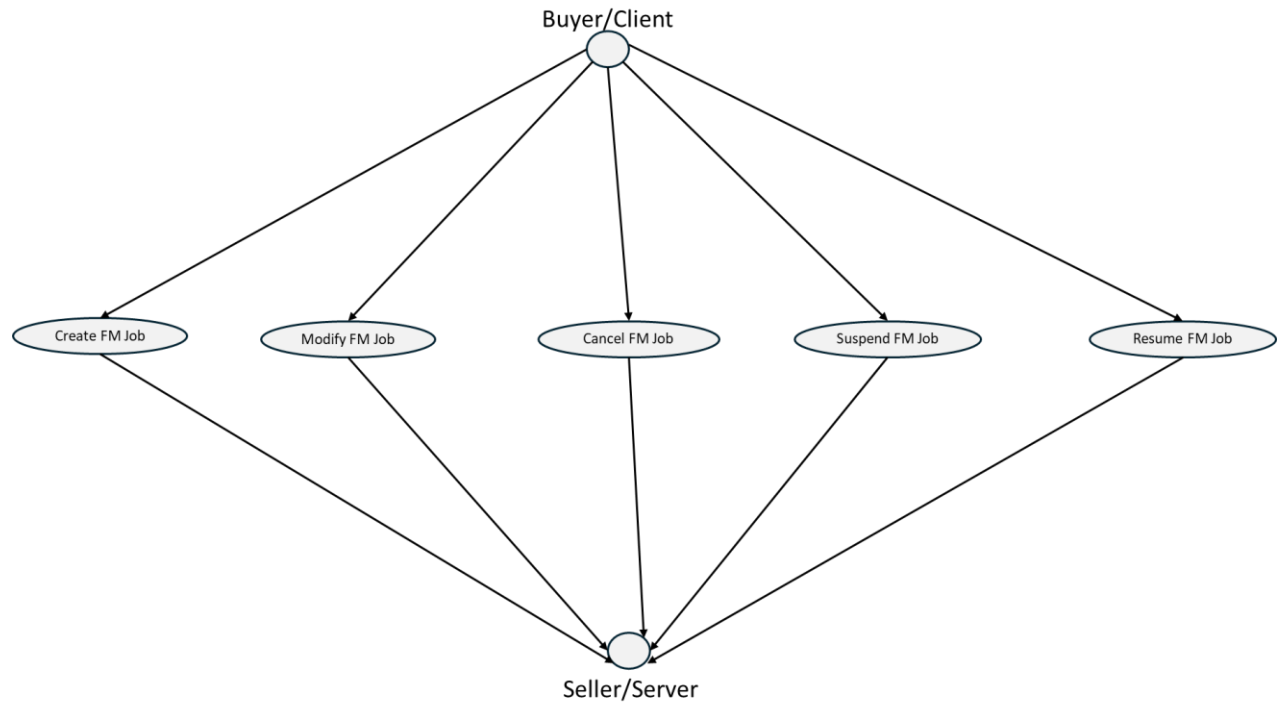 Buyer/Client
Create FM Job
Modify FM Job
Cancel FM Job
Suspend FM Job
Resume FM Job
Seller/Server